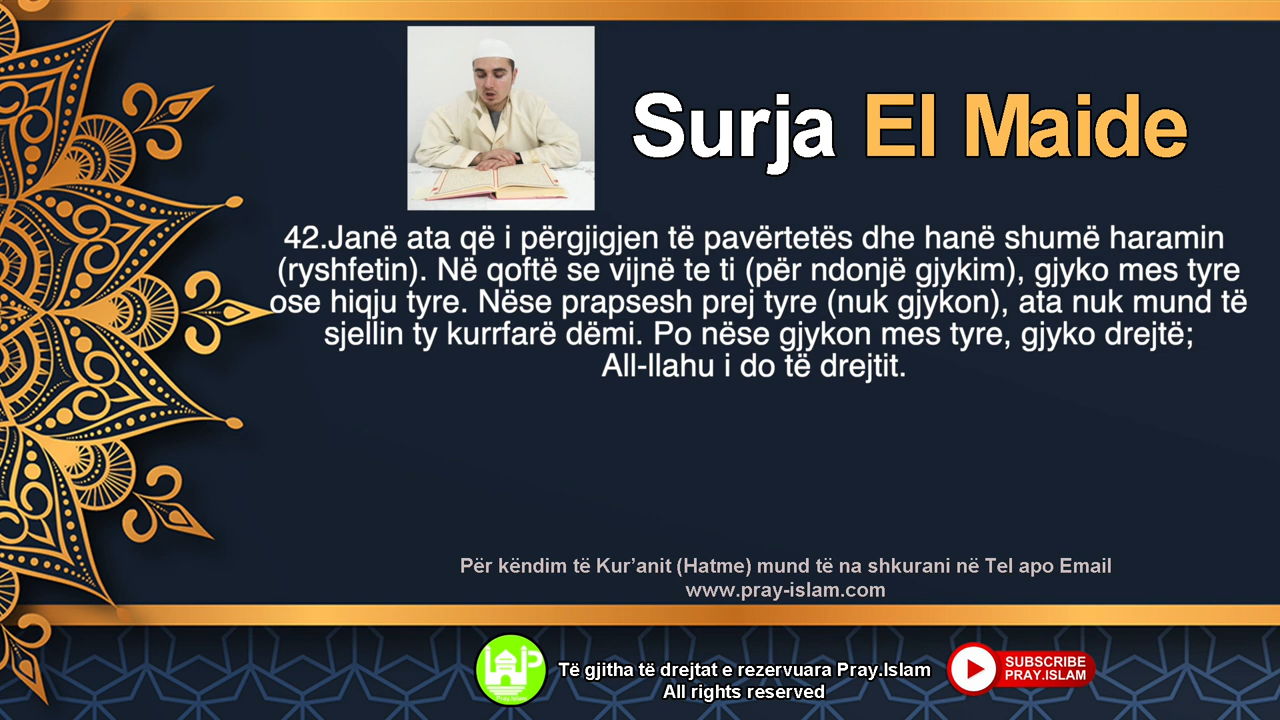 Surja El Maide
42.Janë ata që i përgjigjen të pavërtetës dhe hanë shumë haramin
(ryshfetin). Në qoftë se vijnë te ti (për ndonjë gjykim), gjyko mes tyre
ose hiqju tyre. Nëse prapsesh prej tyre (nuk gjykon), ata nuk mund të
sjellin ty kurrfarë dëmi. Po nëse gjykon mes tyre, gjyko drejtë;
All-llahu i do të drejtit.
Për këndim të Kur’anit (Hatme) mund të na shkurani në Tel apo Email
www.pray-islam.com
Pray.Islam
Të gjiitha të drejtat e rezervuara Pray.Islam
All rights reserved
SUBSCRIBE
PRAY.ISLAM